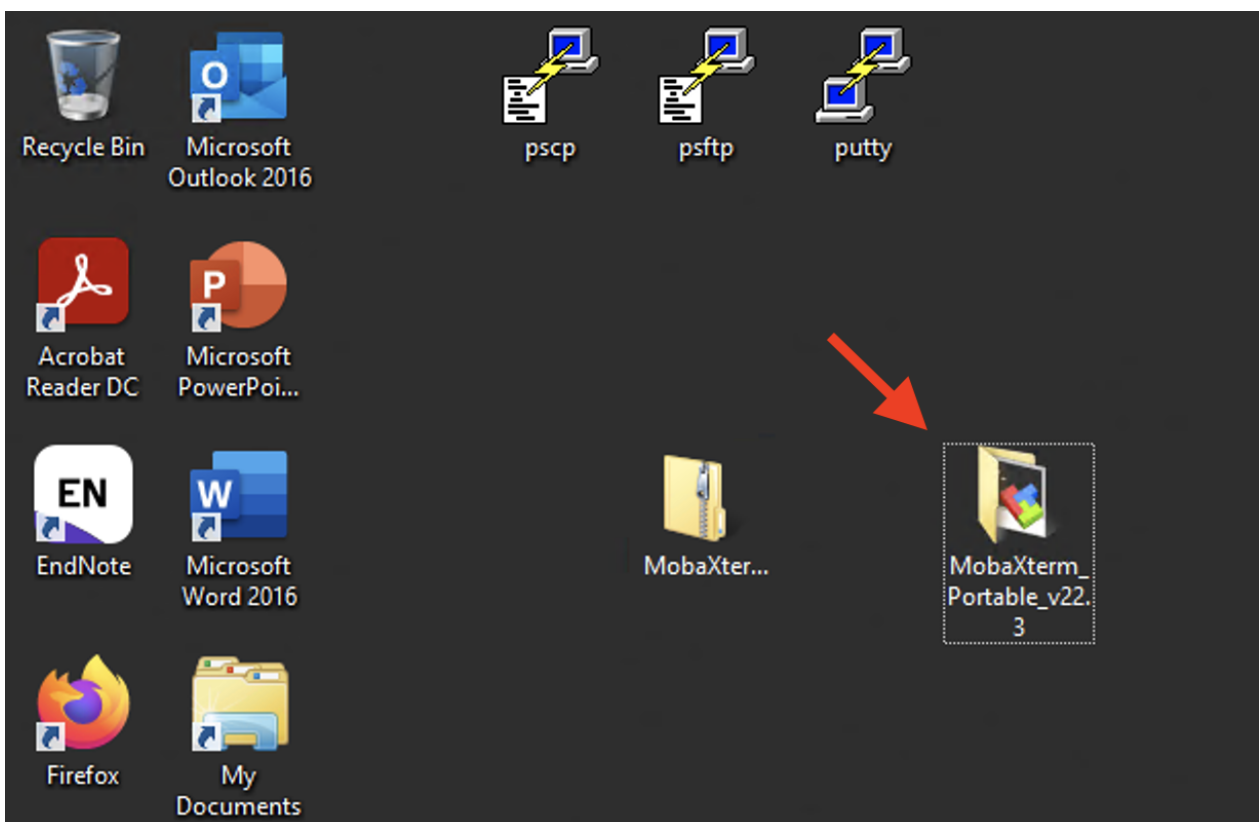 Recycle Bin
Microsoft
Outlook 2016
pscp
psftp
putty
Acrobat
Reader DC
Microsoft
PowerPoi...
EN
EndNote
Microsoft
Word 2016
MobaXter...
MobaXterm_
Portable_v22.
3
Firefox
My
Documents
O
P
W